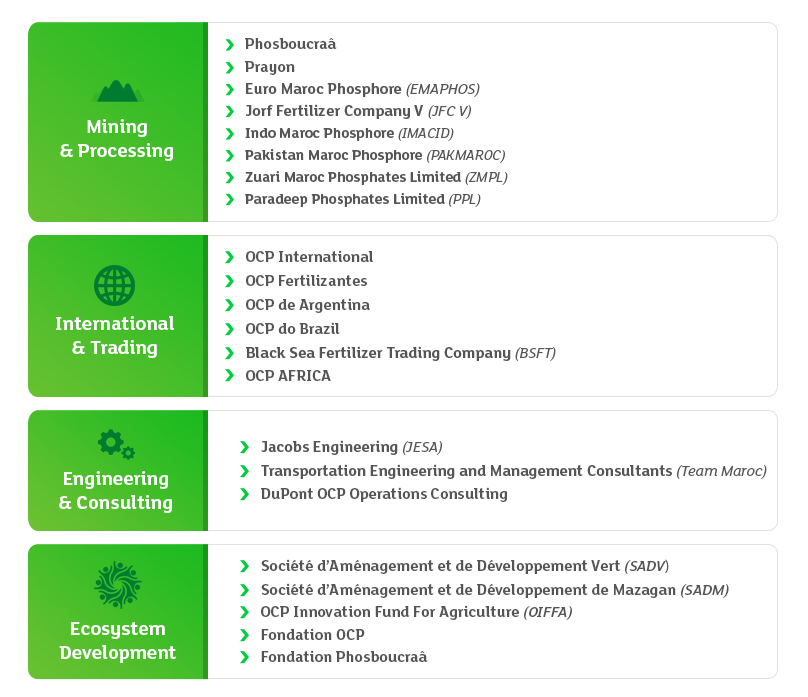 Mining
& Processing
Phosboucraâ
Prayon
Euro Maroc Phosphore (EMAPHOS)
Jorf Fertilizer Company V (JFC V)
Indo Maroc Phosphore (IMACID)
Pakistan Maroc Phosphore (PAKMAROC)
Zuari Maroc Phosphates Limited (ZMPL)
Paradeep Phosphates Limited (PPL)
International
& Trading
OCP International
OCP Fertilizantes
OCP de Argentina
OCP do Brazil
Black Sea Fertilizer Trading Company (BSFT)
OCP AFRICA
Engineering
& Consulting
Jacobs Engineering (JESA)
Transportation Engineering and Management Consultants (Team Maroc)
DuPont OCP Operations Consulting
Ecosystem
Development
Société d’Aménagement et de Développement Vert (SADV)
Société d’Aménagement et de Développement de Mazagan (SADM)
OCP Innovation Fund For Agriculture (OIFFA)
Fondation OCP
Fondation Phosboucraâ